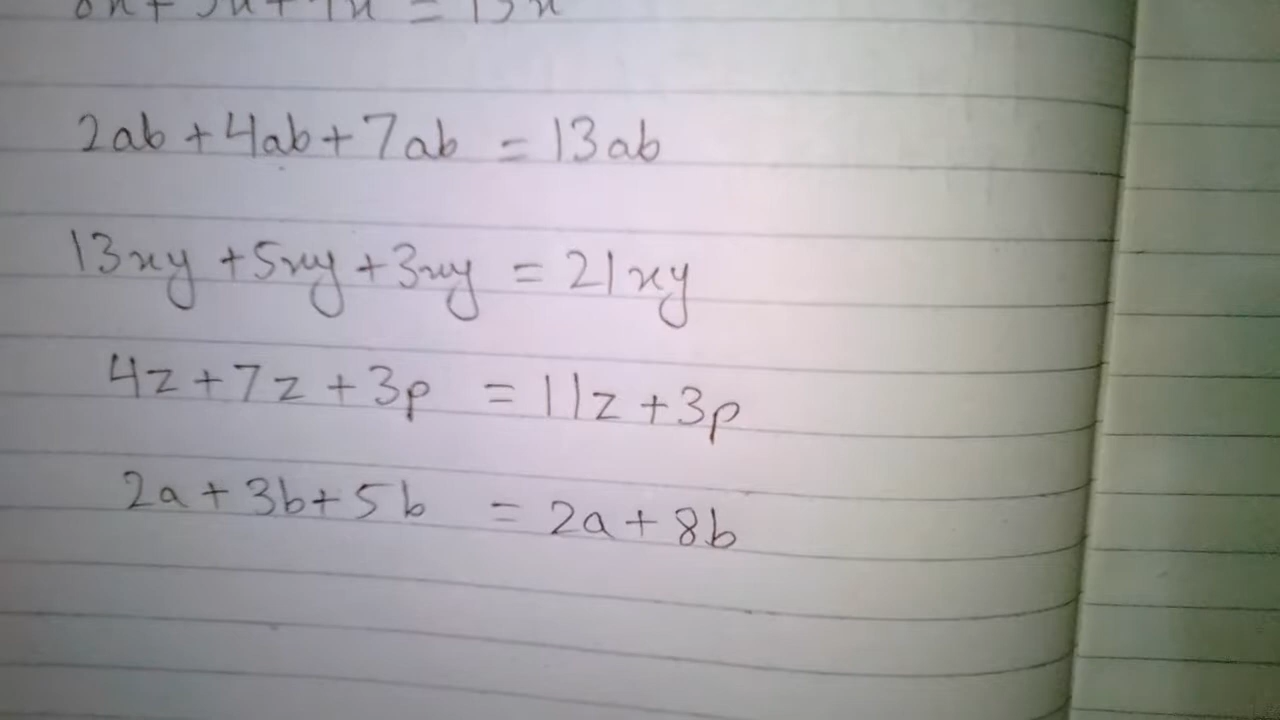 2ab + 4ab + 7ab = 13ab
13xy + 5xy + 3xy = 21xy
4z + 7z + 3p = 11z + 3p
2a + 3b + 5b = 2a + 8b